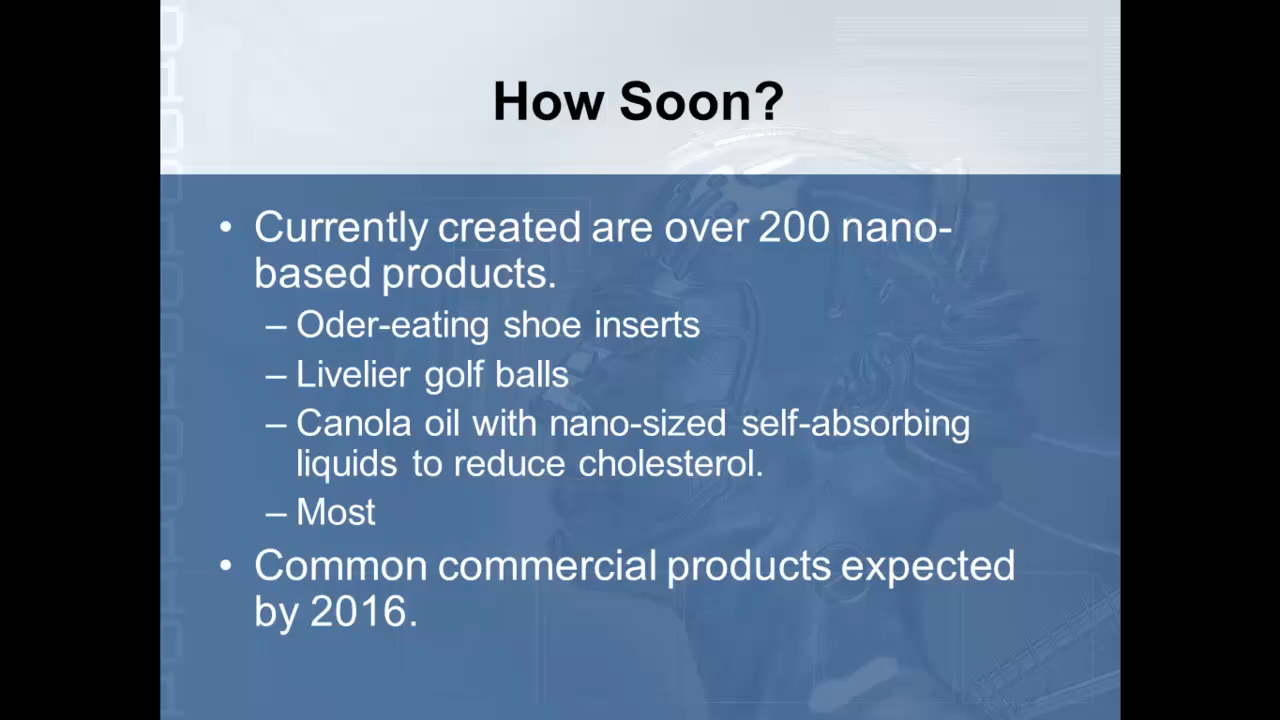 How Soon?
• Currently created are over 200 nano-
based products.
– Oder-eating shoe inserts
– Livelier golf balls
– Canola oil with nano-sized self-absorbing
liquids to reduce cholesterol.
– Most
• Common commercial products expected
by 2016.